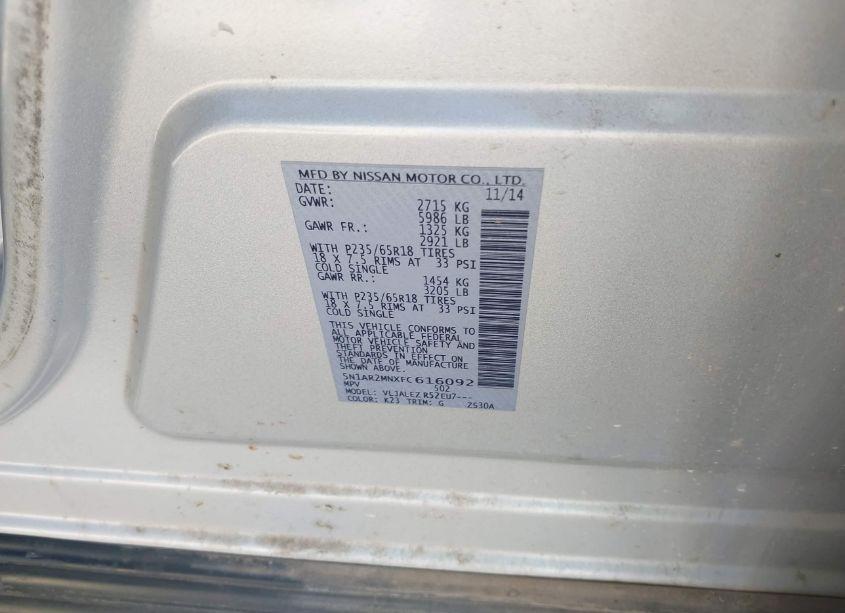 MFD BY NISSAN MOTOR CO., LTD.
DATE: 11/14
GVWR: 2715 KG
5986 LB
GAWR FR.: 1325 KG
2921 LB
WITH P235/65R18 TIRES
18 X 7.5 RIMS AT 33 PSI
COLD SINGLE
GAWR RR.: 1454 KG
3205 LB
WITH P235/65R18 TIRES
18 X 7.5 RIMS AT 33 PSI
COLD SINGLE
THIS VEHICLE CONFORMS TO
ALL APPLICABLE FEDERAL
MOTOR VEHICLE SAFETY AND
THEFT PREVENTION
STANDARDS IN EFFECT ON
THE DATE OF MANUFACTURE
SHOWN ABOVE.
5N1AR2MNXFC616092
MPV 502
MODEL: VLJALEZ R52EU7---
COLOR: K23 TRIM: G 2S30A